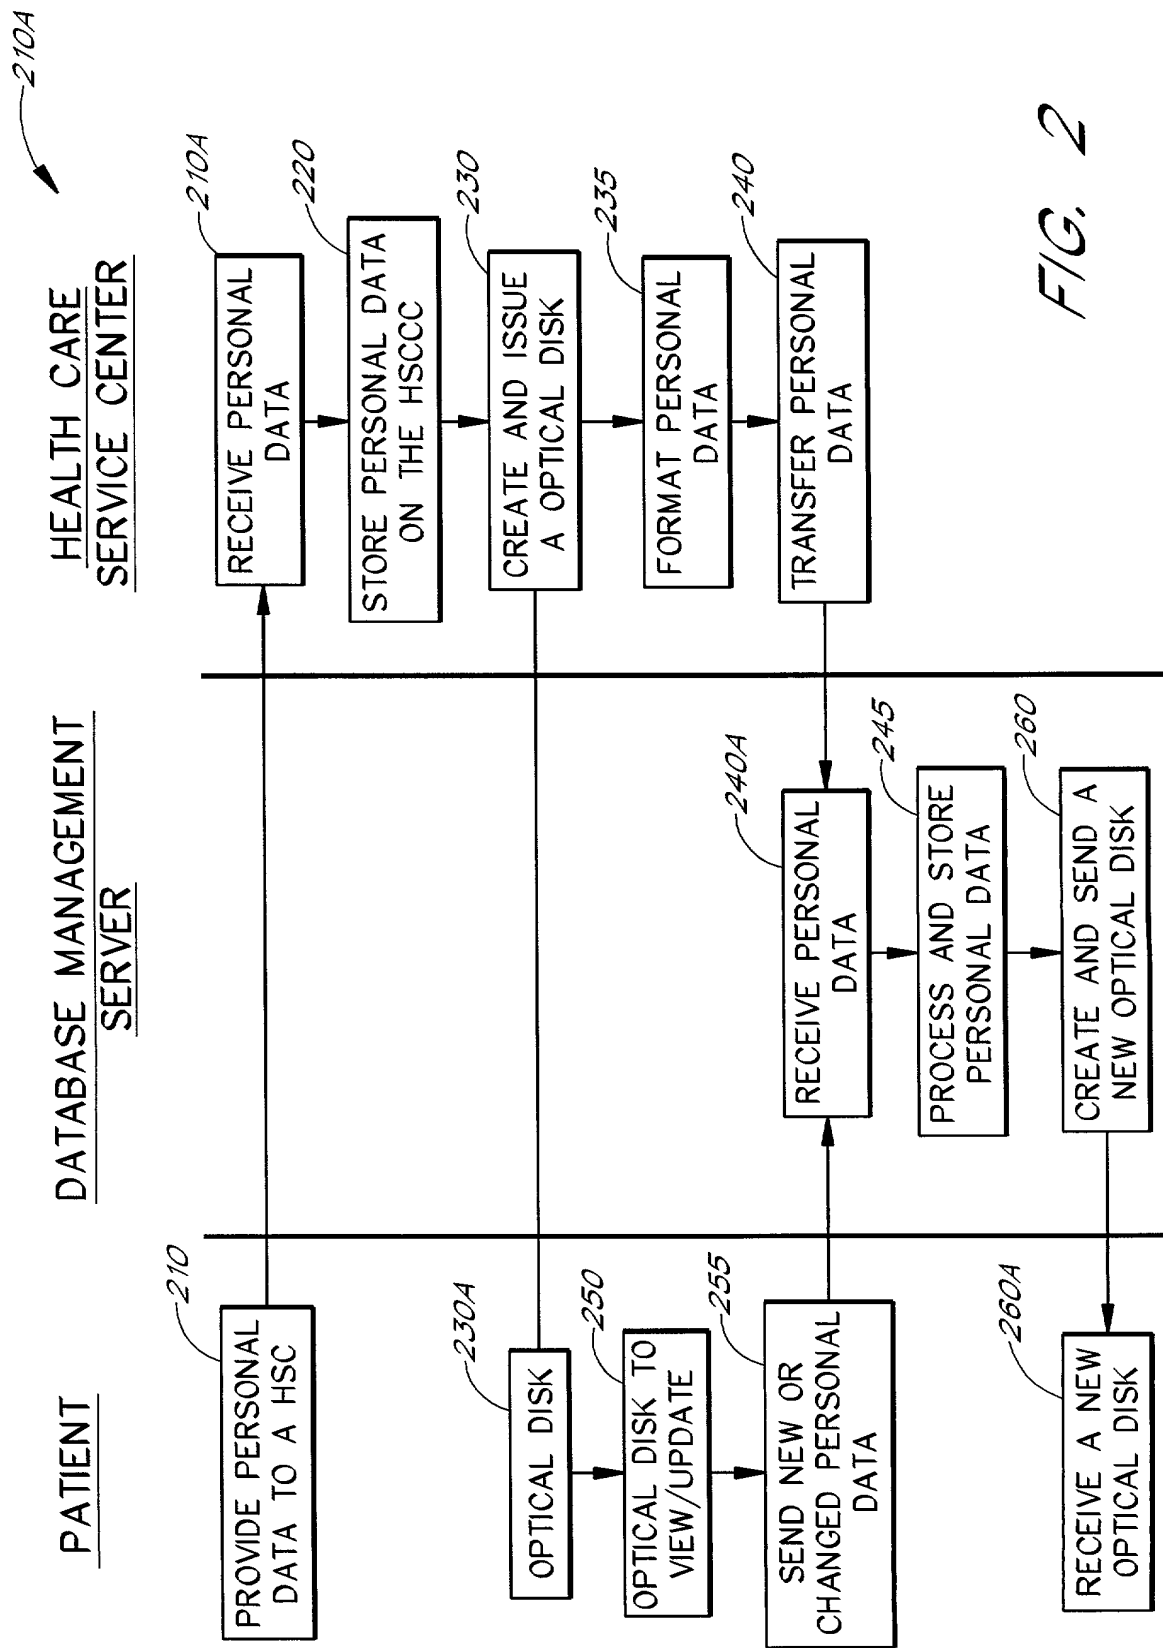 210A
PATIENT
DATABASE MANAGEMENT
SERVER
HEALTH CARE
SERVICE CENTER
210
PROVIDE PERSONAL
DATA TO A HSC
210A
RECEIVE PERSONAL
DATA
220
STORE PERSONAL DATA
ON THE HSCCC
230A
OPTICAL DISK
230
CREATE AND ISSUE
A OPTICAL DISK
250
OPTICAL DISK TO
VIEW/UPDATE
235
FORMAT PERSONAL
DATA
255
SEND NEW OR
CHANGED PERSONAL
DATA
240A
RECEIVE PERSONAL
DATA
240
TRANSFER PERSONAL
DATA
245
PROCESS AND STORE
PERSONAL DATA
260A
RECEIVE A NEW
OPTICAL DISK
260
CREATE AND SEND A
NEW OPTICAL DISK
FIG. 2